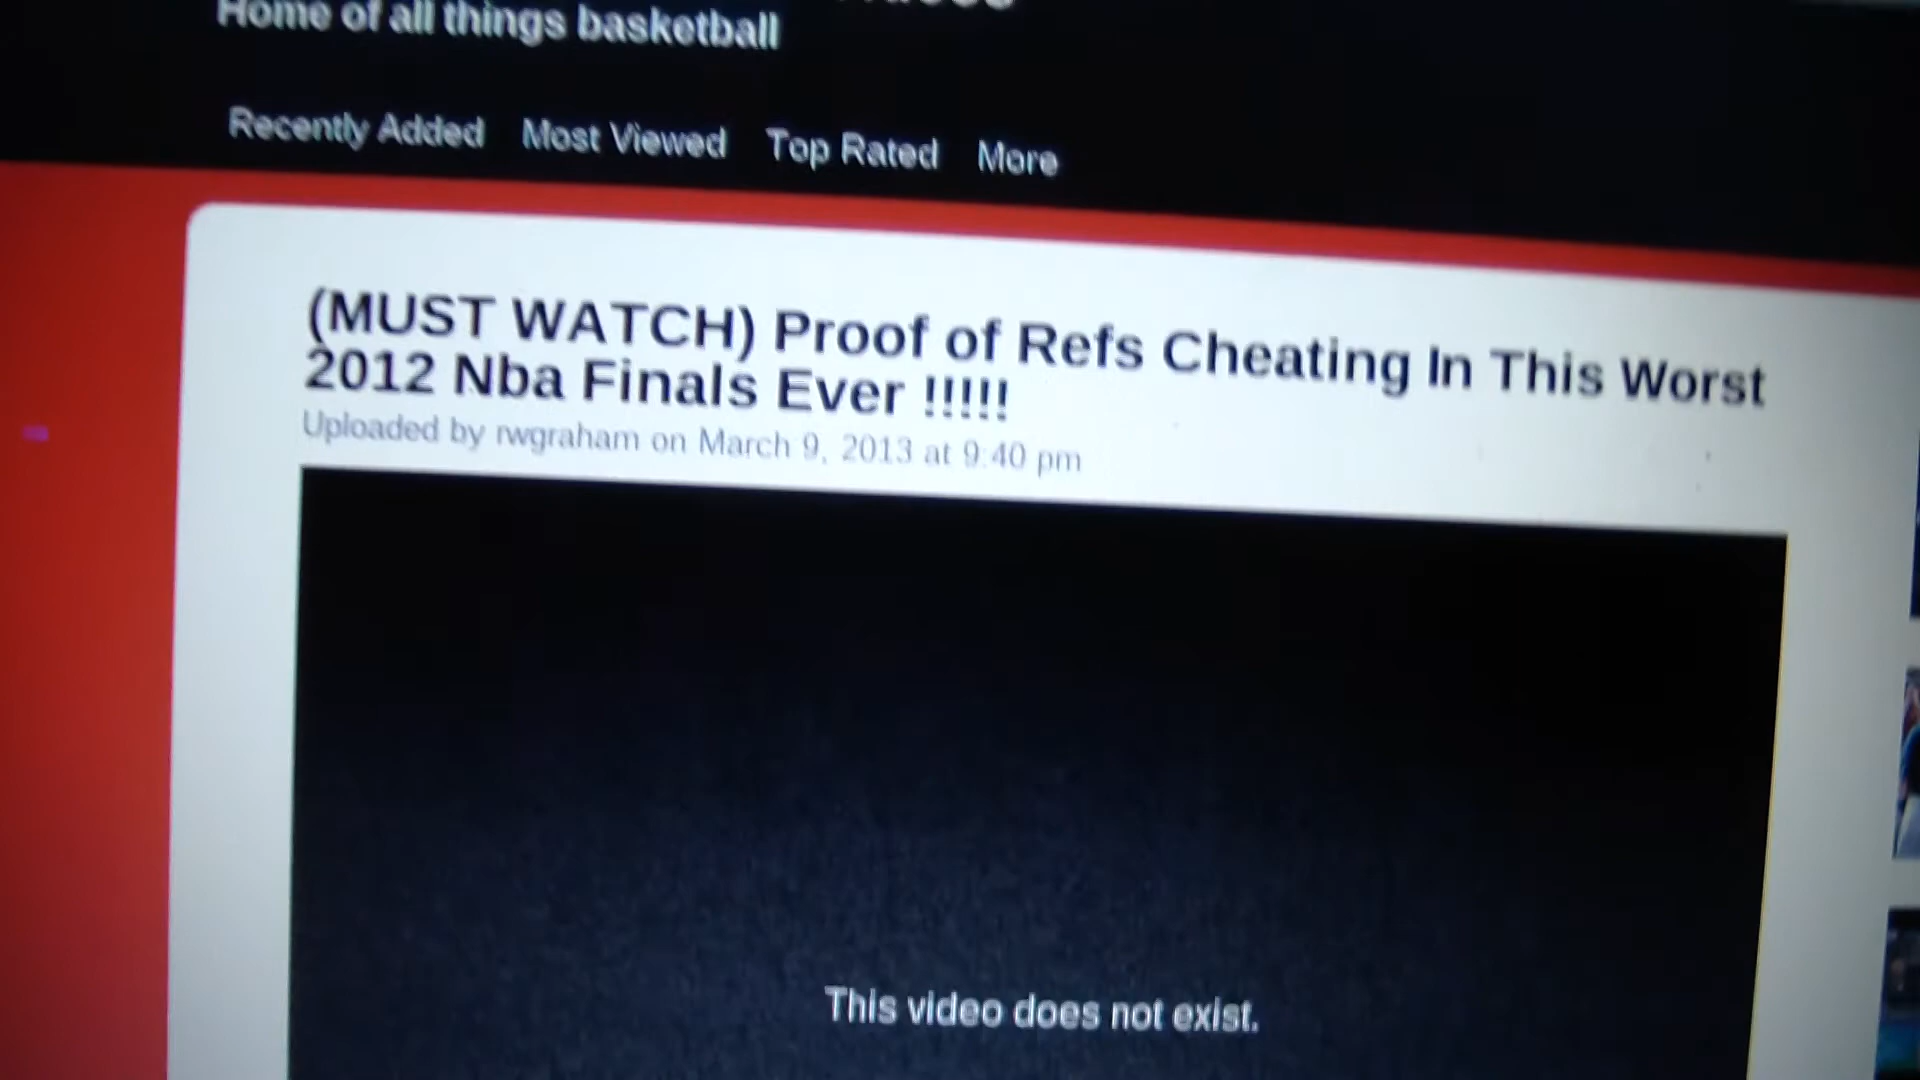 Home of all things basketball
Recently Added Most Viewed Top Rated More
(MUST WATCH) Proof of Refs Cheating In This Worst
2012 Nba Finals Ever !!!!!
Uploaded by rwgraham on March 9, 2013 at 9:40 pm
This video does not exist.